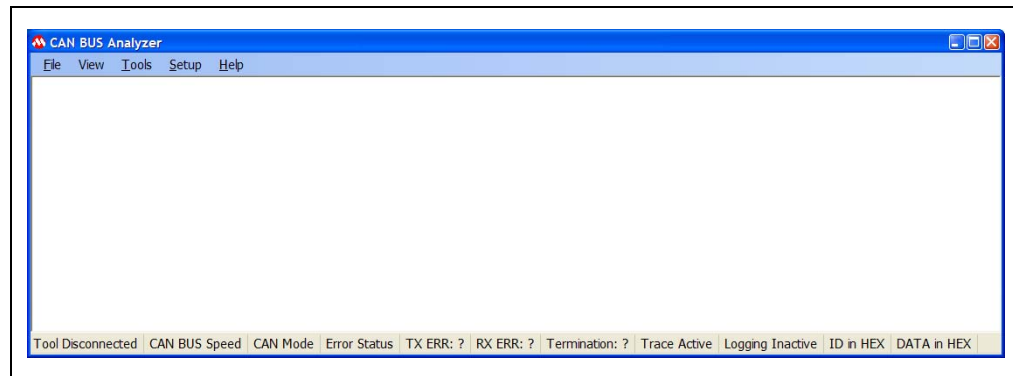 CAN BUS Analyzer
File View Tools Setup Help
Tool Disconnected CAN BUS Speed CAN Mode Error Status TX ERR: ? RX ERR: ? Termination: ? Trace Active Logging Inactive ID in HEX DATA in HEX